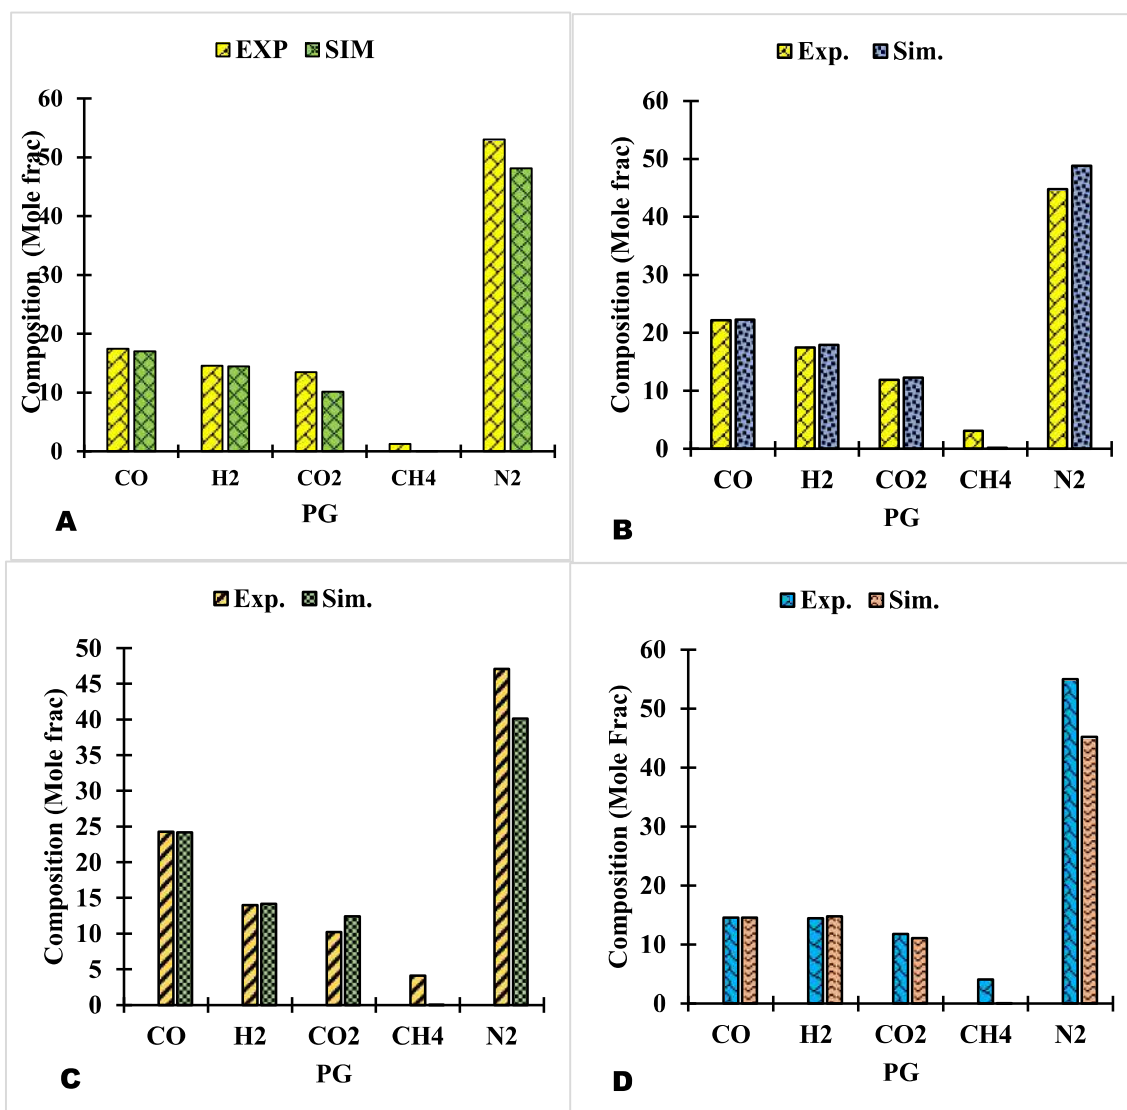 EXP SIM
60
50
40
30
20
10
0
Composition (Mole frac)
CO H2 CO2 CH4 N2
PG
A
Exp. Sim.
60
50
40
30
20
10
0
Composition (Mole frac)
CO H2 CO2 CH4 N2
PG
B
Exp. Sim.
50
45
40
35
30
25
20
15
10
5
0
Composition (Mole frac)
CO H2 CO2 CH4 N2
PG
C
Exp. Sim.
60
50
40
30
20
10
0
Composition (Mole Frac)
CO H2 CO2 CH4 N2
PG
D